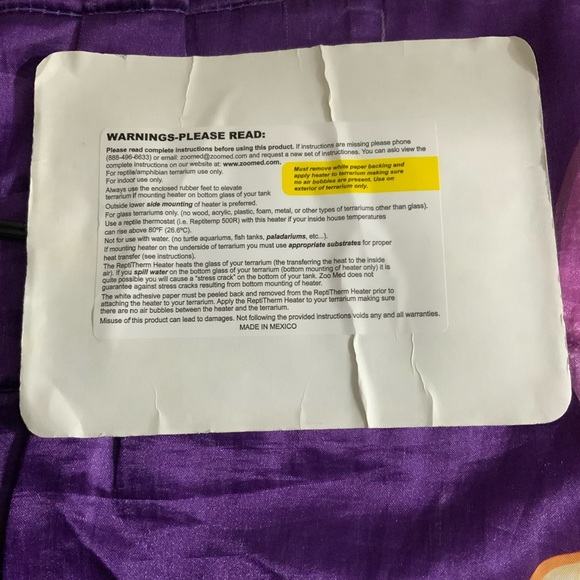 WARNINGS-PLEASE READ:
Please read complete instructions before using this product. If instructions are missing please phone
(888-496-6633) or email: zoomed@zoomed.com and request a new set of instructiones. You can aslo view the
complete instructions on our website at: www.zoomed.com.
For reptile/amphibian terrarium use only.
For indoor use only.
Always use the enclosed rubber feet to elevate
terrarium if mounting heater on bottom glass of your tank
Must remove white paper backing and
apply heater to terrarium making sure
no air bubbles are present. Use on
exterior of terrarium only.
Outside lower side mounting of heater is preferred.
For glass terrariums only. (no wood, acrylic, plastic, foam, metal, or other types of terrariums other than glass).
Use a reptile thermostat (i.e. Reptitemp 500R) with this heater if your inside house temperatures
can rise above 80ºF (26.6ºC).
Not for use with water. (no turtle aquariums, fish tanks, paladariums, etc...).
If mounting heater on the underside of terrarium you must use appropriate substrates for proper
heat transfer (see instructions).
The ReptiTherm Heater heats the glass of your terrarium (the transferring the heat to the inside
air). If you spill water on the bottom glass of your terrarium (bottom mounting of heater only) it is
quite possible you will cause a "stress crack" on the bottom of your tank. Zoo Med does not
guarantee against stress cracks resulting from bottom mounting of heater.
The white adhesive paper must be peeled back and removed from the ReptiTherm Heater prior to
attaching the heater to your terrarium. Apply the ReptiTherm Heater to your terrarium making sure
there are no air bubbles between the heater and the terrarium.
Misuse of this product can lead to damages. Not following the provided instructions voids any and all warranties.
MADE IN MEXICO